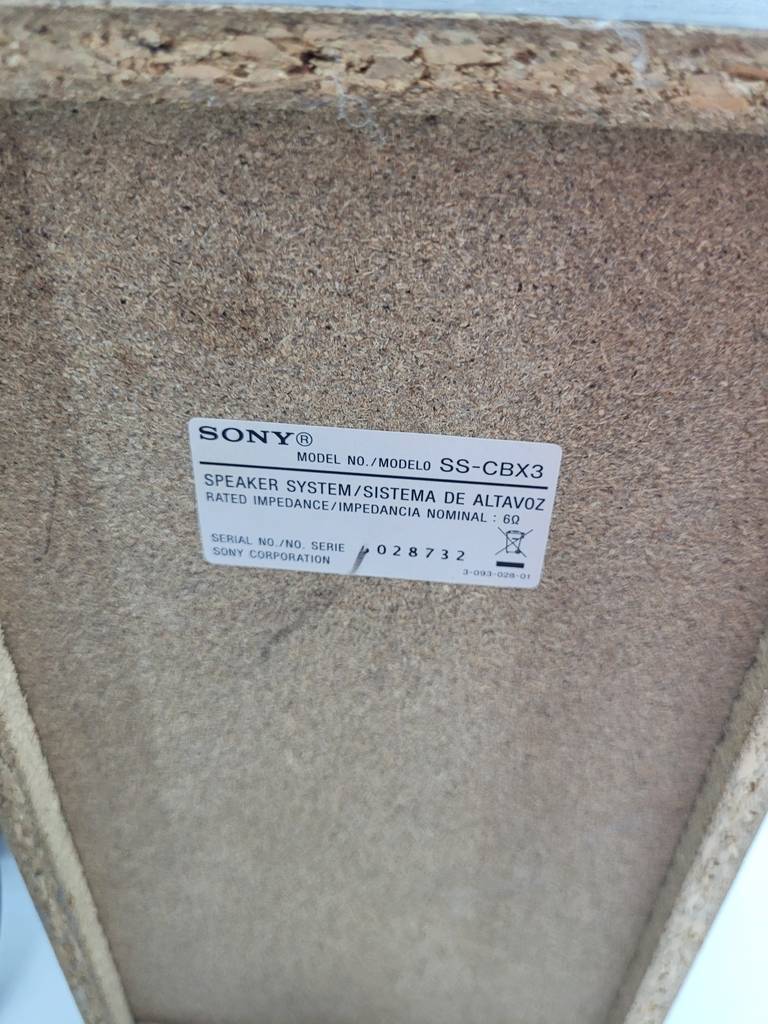 SONY®
MODEL NO./MODELO SS-CBX3
SPEAKER SYSTEM/SISTEMA DE ALTAVOZ
RATED IMPEDANCE/IMPEDANCIA NOMINAL : 6Ω
SERIAL NO./NO. SERIE 028732
SONY CORPORATION
3-093-028-01